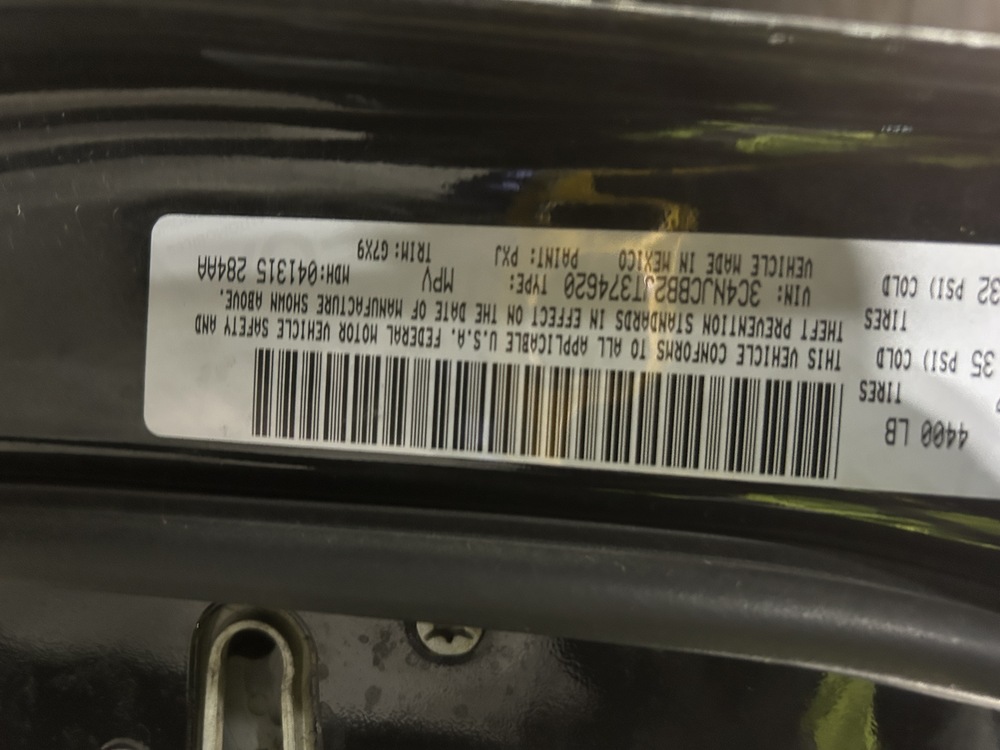 4400 LB
TIRES
35 PSI) COLD
TIRES
32 PSI) COLD
THIS VEHICLE CONFORMS TO ALL APPLICABLE U.S.A. FEDERAL MOTOR VEHICLE SAFETY AND
THEFT PREVENTION STANDARDS IN EFFECT ON THE DATE OF MANUFACTURE SHOWN ABOVE.
VIN: 3C4NJCBB2JT374620 TYPE: MPV MDH:041315 284AA
VEHICLE MADE IN MEXICO PAINT: PXJ TRIM: G7X9